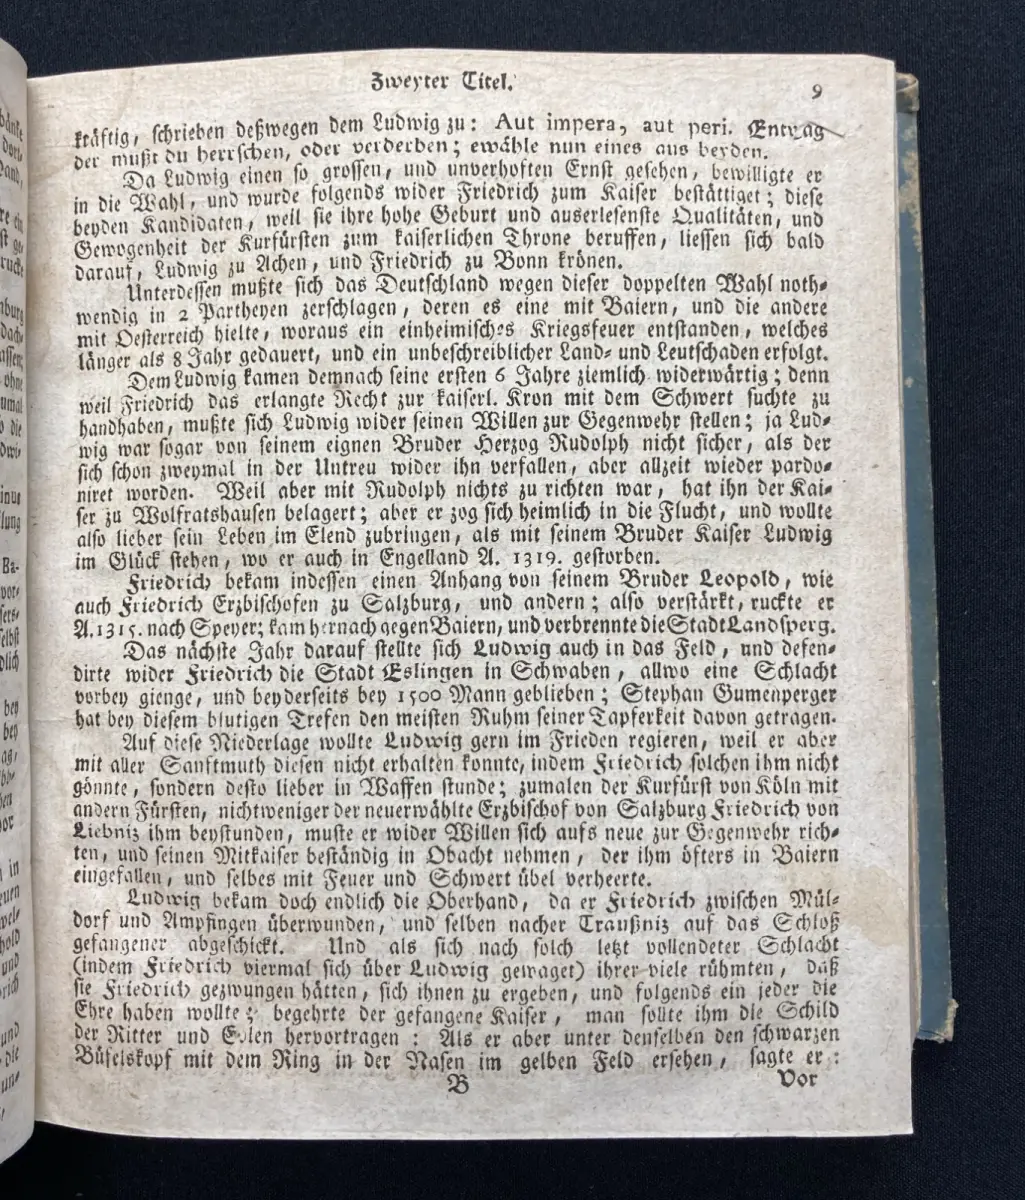 Zweyter Titel.
9
kräftig, schrieben deßwegen dem Ludwig zu: Aut impera, aut peri. Entwag
der mußt du herrschen, oder verderben; ewähle nun eines aus beyden.
Da Ludwig einen so grossen, und unverhoften Ernst gesehen, bewilligte er
in die Wahl, und wurde folgends wider Friedrich zum Kaiser bestättiget; diese
beyden Kandidaten, weil sie ihre hohe Geburt und auserlesenste Qualitäten, und
Gewogenheit der Kurfürsten zum kaiserlichen Throne beruffen, liessen sich bald
darauf, Ludwig zu Achen, und Friedrich zu Bonn krönen.
Unterdessen mußte sich das Deutschland wegen dieser doppelten Wahl noth-
wendig in 2 Partheyen zerschlagen, deren es eine mit Baiern, und die andere
mit Oesterreich hielte, woraus ein einheimisches Kriegsfeuer entstanden, welches
länger als 8 Jahr gedauert, und ein unbeschreiblicher Land- und Leutschaden erfolgt.
Dem Ludwig kamen demnach seine ersten 6 Jahre ziemlich widerwärtig; denn
weil Friedrich das erlangte Recht zur kaiserl. Kron mit dem Schwert suchte zu
handhaben, mußte sich Ludwig wider seinen Willen zur Gegenwehr stellen; ja Lud-
wig war sogar von seinem eignen Bruder Herzog Rudolph nicht sicher, als der
sich schon zweymal in der Untreu wider ihn verfallen, aber allzeit wieder pardo-
niret worden. Weil aber mit Rudolph nichts zu richten war, hat ihn der Kai-
ser zu Wolfratshausen belagert; aber er zog sich heimlich in die Flucht, und wollte
also lieber sein Leben im Elend zubringen, als mit seinem Bruder Kaiser Ludwig
im Glück stehen, wo er auch in Engelland A. 1319. gestorben.
Friedrich bekam indessen einen Anhang von seinem Bruder Leopold, wie
auch Friedrich Erzbischofen zu Salzburg, und andern; also verstärkt, ruckte er
A. 1315. nach Speyer; kam hernach gegen Baiern, und verbrennte die Stadt Landsperg.
Das nächste Jahr darauf stellte sich Ludwig auch in das Feld, und defen-
dirte wider Friedrich die Stadt Eslingen in Schwaben, allwo eine Schlacht
vorbey gienge, und beyderseits bey 1500 Mann geblieben; Stephan Gumenperger
hat bey diesem blutigen Trefen den meisten Ruhm seiner Tapferkeit davon getragen.
Auf diese Niederlage wollte Ludwig gern im Frieden regieren, weil er aber
mit aller Sanftmuth diesen nicht erhalten konnte, indem Friedrich solchen ihm nicht
gönnte, sondern desto lieber in Waffen stunde; zumalen der Kurfürst von Köln mit
andern Fürsten, nichtweniger der neuerwählte Erzbischof von Salzburg Friedrich von
Liebniz ihm beystunden, muste er wider Willen sich aufs neue zur Gegenwehr rich-
ten, und seinen Mitkaiser beständig in Obacht nehmen, der ihm öfters in Baiern
eingefallen, und selbes mit Feuer und Schwert übel verheerte.
Ludwig bekam doch endlich die Oberhand, da er Friedrich zwischen Mül-
dorf und Ampfingen überwunden, und selben nacher Traußniz auf das Schloß
gefangener abgeschickt. Und als sich nach solch letzt vollendeter Schlacht
(indem Friedrich viermal sich über Ludwig gewaget) ihrer viele rühmten, daß
sie Friedrich gezwungen hätten, sich ihnen zu ergeben, und folgends ein jeder die
Ehre haben wollte; begehrte der gefangene Kaiser, man sollte ihm die Schild
der Ritter und Edlen hervortragen: Als er aber unter denselben den schwarzen
Büfelskopf mit dem Ring in der Nasen im gelben Feld ersehen, sagte er:
B
Vor